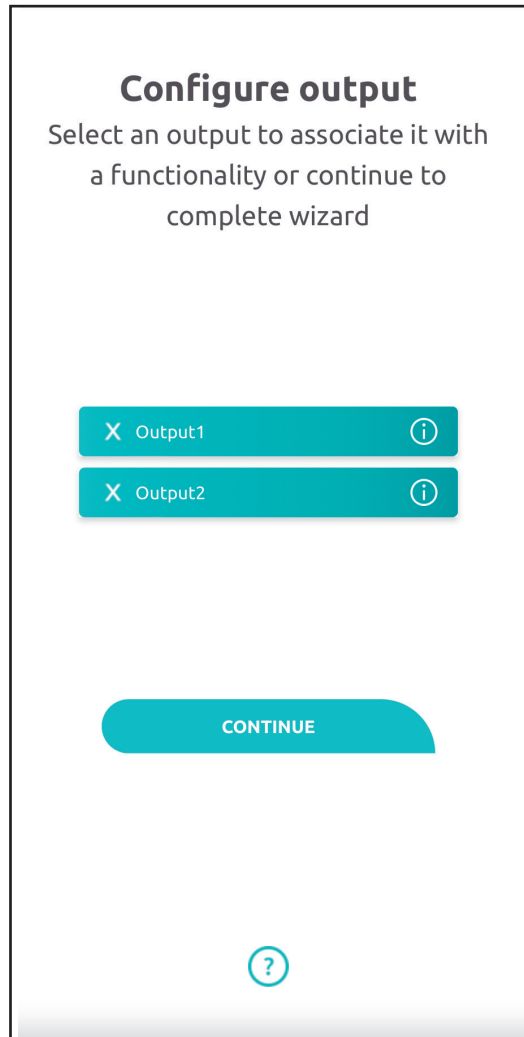 Configure output
Select an output to associate it with
a functionality or continue to
complete wizard
X Output1
X Output2
CONTINUE
?